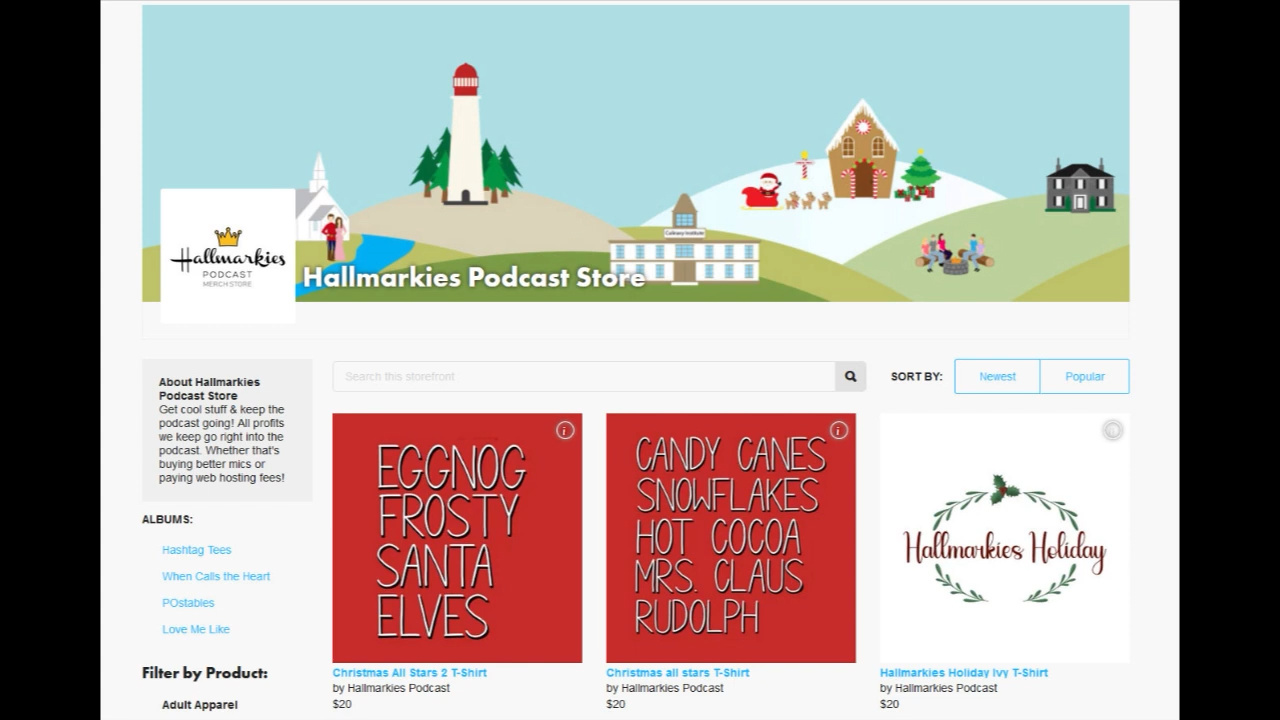 Culinary Institute
Hallmarkies
PODCAST
MERCH STORE
Hallmarkies Podcast Store
About Hallmarkies
Podcast Store
Get cool stuff & keep the
podcast going! All profits
we keep go right into the
podcast. Whether that's
buying better mics or
paying web hosting fees!
Search this storefront
SORT BY:
Newest
Popular
ALBUMS:
Hashtag Tees
When Calls the Heart
POstables
Love Me Like
Filter by Product:
Adult Apparel
EGGNOG
FROSTY
SANTA
ELVES
Christmas All Stars 2 T-Shirt
by Hallmarkies Podcast
$20
CANDY CANES
SNOWFLAKES
HOT COCOA
MRS. CLAUS
RUDOLPH
Christmas all stars T-Shirt
by Hallmarkies Podcast
$20
Hallmarkies Holiday
Hallmarkies Holiday Ivy T-Shirt
by Hallmarkies Podcast
$20